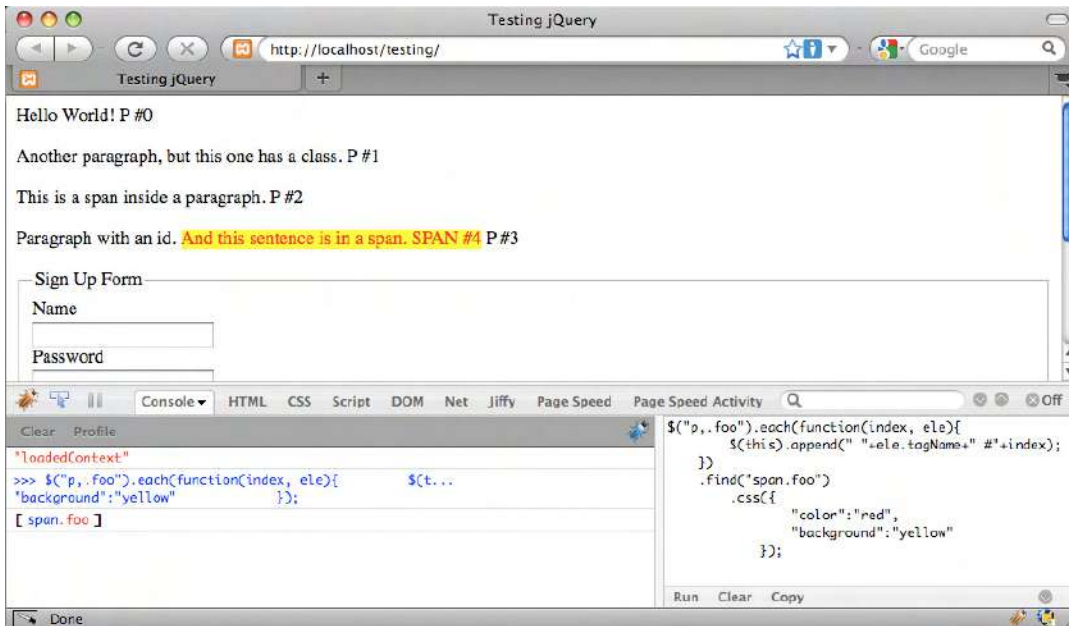 Testing jQuery
http://localhost/testing/
Google
Testing jQuery
+
Hello World! P #0
Another paragraph, but this one has a class. P #1
This is a span inside a paragraph. P #2
Paragraph with an id. And this sentence is in a span. SPAN #4 P #3
Sign Up Form
Name
Password
Console HTML CSS Script DOM Net Jiffy Page Speed Page Speed Activity Off
Clear Profile
"loadedContext"
>>> $("p,.foo").each(function(index, ele){ $(t...
"background":"yellow" });
[ span.foo ]
$("p,.foo").each(function(index, ele){
$(this).append(" "+ele.tagName+" #"+index);
})
.find("span.foo")
.css({
"color":"red",
"background":"yellow"
});
Run Clear Copy
Done